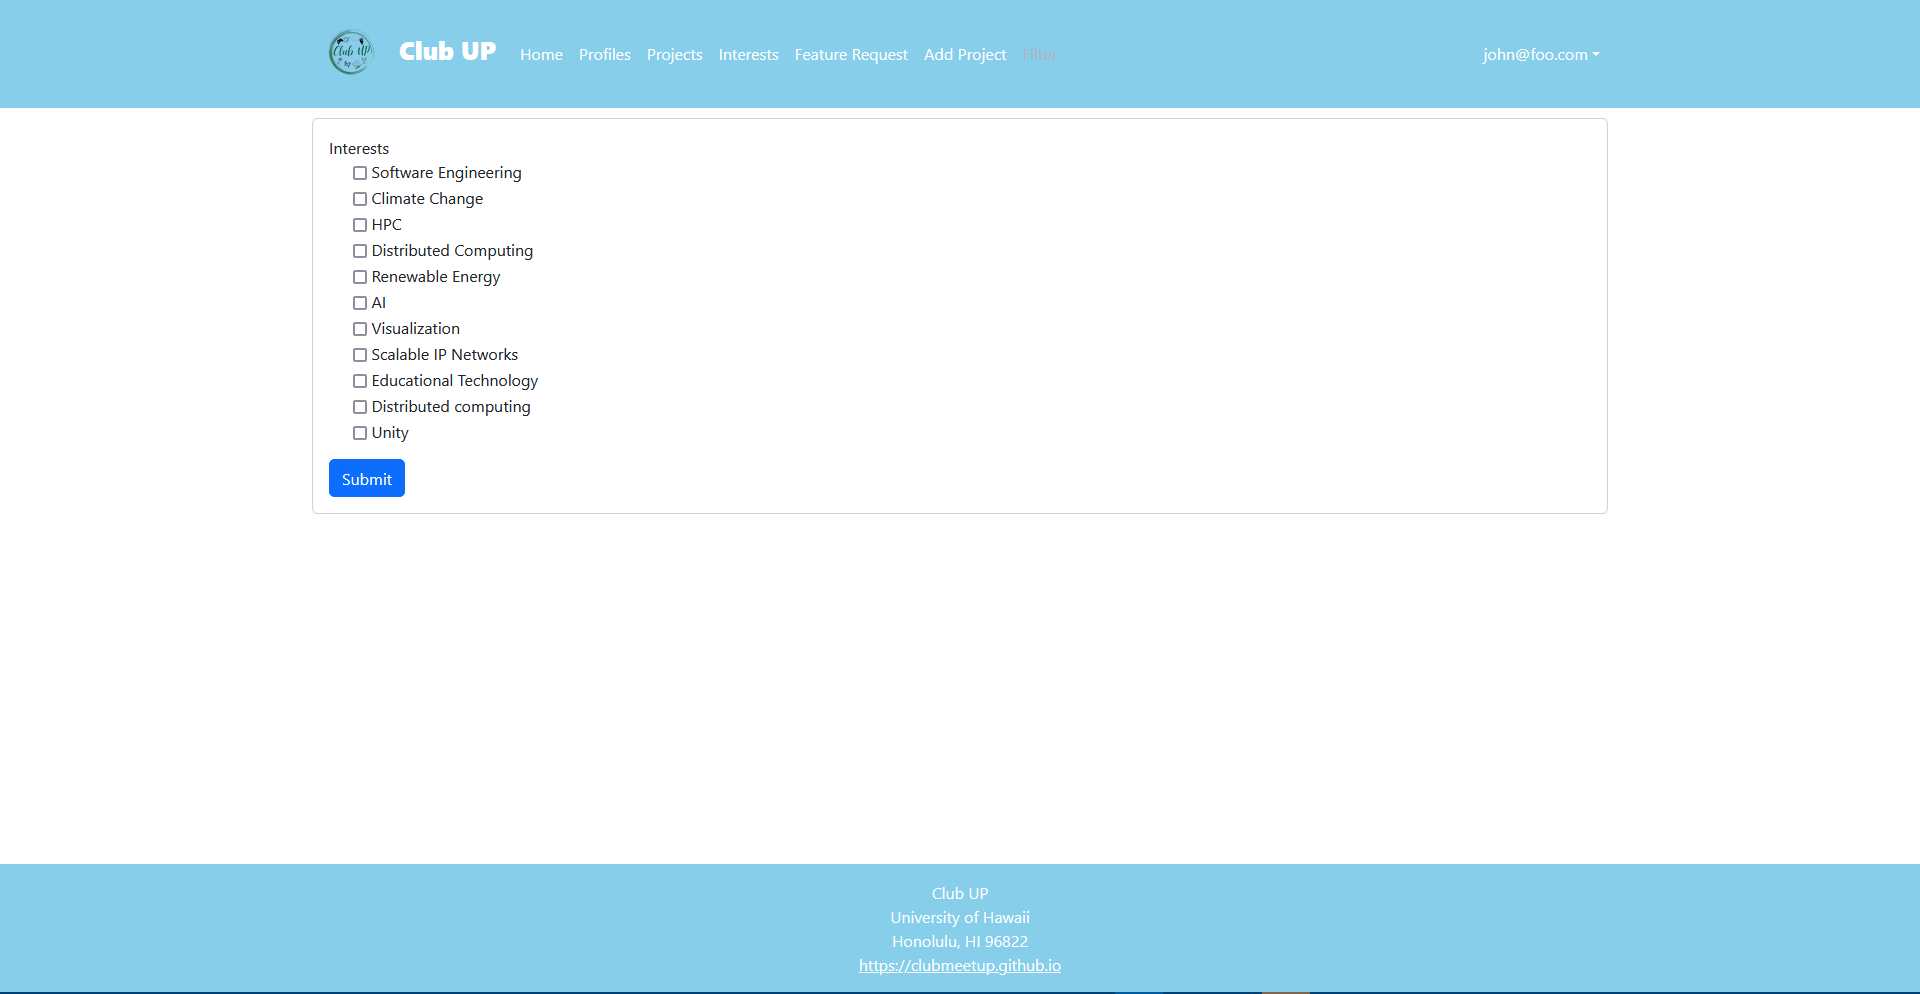 Club UP
Club UP Home Profiles Projects Interests Feature Request Add Project Filter john@foo.com
Interests
Software Engineering
Climate Change
HPC
Distributed Computing
Renewable Energy
AI
Visualization
Scalable IP Networks
Educational Technology
Distributed computing
Unity
Submit
Club UP
University of Hawaii
Honolulu, HI 96822
https://clubmeetup.github.io